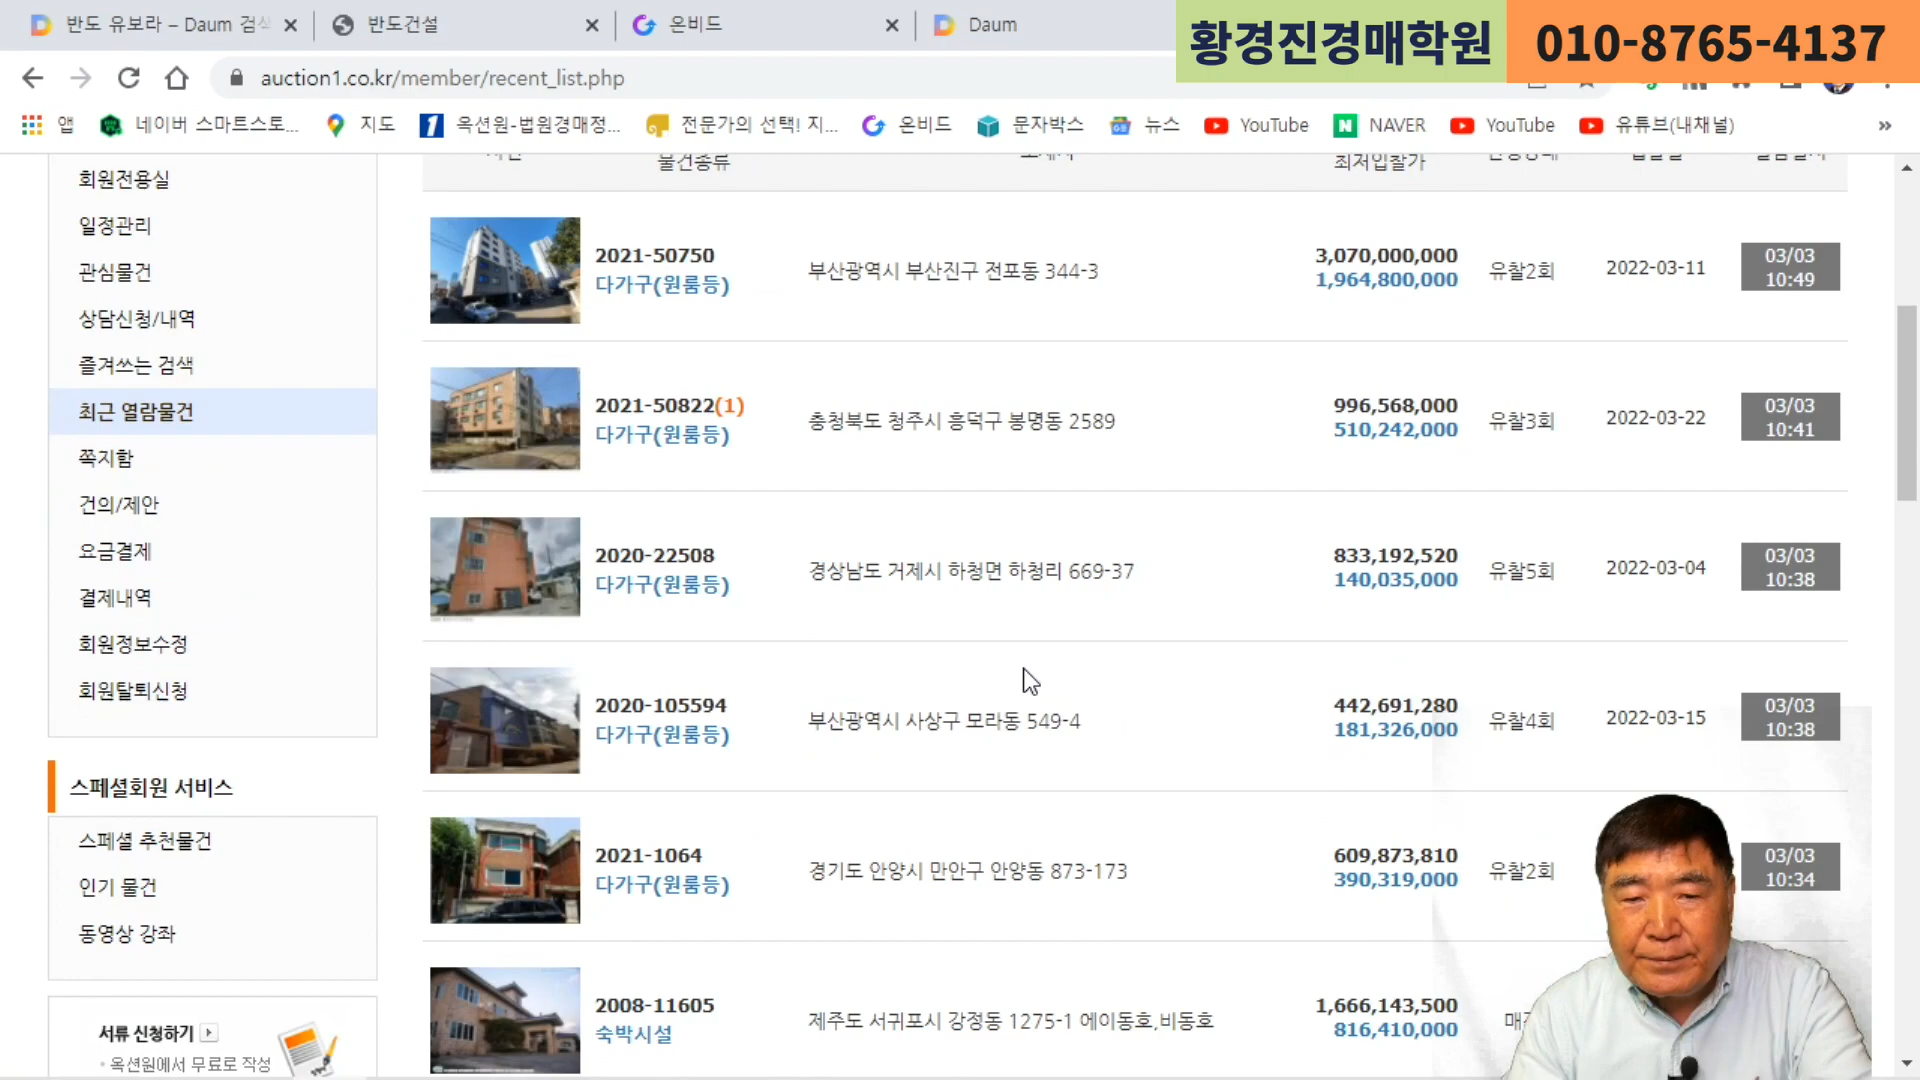 반도 유보라 – Daum 검색
반도건설
온비드
Daum
황경진경매학원
010-8765-4137
auction1.co.kr/member/recent_list.php
앱
네이버 스마트스토...
지도
옥션원-법원경매정...
전문가의 선택! 지...
온비드
문자박스
뉴스
YouTube
NAVER
YouTube
유튜브(내채널)
»
물건종류
최저입찰가
회원전용실
일정관리
관심물건
상담신청/내역
즐겨쓰는 검색
최근 열람물건
쪽지함
건의/제안
요금결제
결제내역
회원정보수정
회원탈퇴신청
스페셜회원 서비스
스페셜 추천물건
인기 물건
동영상 강좌
서류 신청하기
· 옥션원에서 무료로 작성
2021-50750
다가구(원룸등)
부산광역시 부산진구 전포동 344-3
3,070,000,000
1,964,800,000
유찰2회
2022-03-11
03/03
10:49
2021-50822(1)
다가구(원룸등)
충청북도 청주시 흥덕구 봉명동 2589
996,568,000
510,242,000
유찰3회
2022-03-22
03/03
10:41
2020-22508
다가구(원룸등)
경상남도 거제시 하청면 하청리 669-37
833,192,520
140,035,000
유찰5회
2022-03-04
03/03
10:38
2020-105594
다가구(원룸등)
부산광역시 사상구 모라동 549-4
442,691,280
181,326,000
유찰4회
2022-03-15
03/03
10:38
2021-1064
다가구(원룸등)
경기도 안양시 만안구 안양동 873-173
609,873,810
390,319,000
유찰2회
03/03
10:34
2008-11605
숙박시설
제주도 서귀포시 강정동 1275-1 에이동호,비동호
1,666,143,500
816,410,000